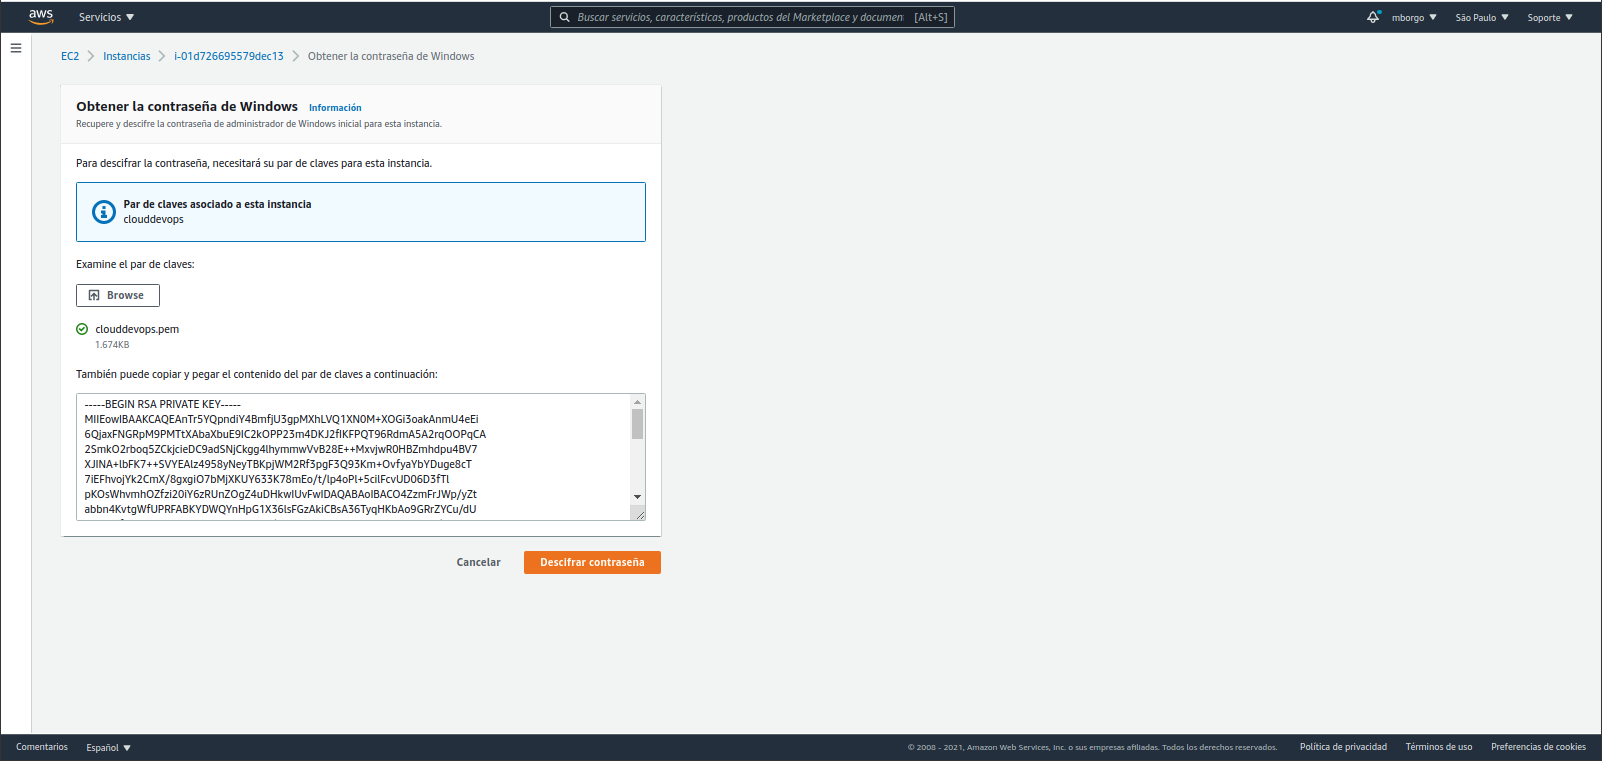 aws
Servicios
Buscar servicios, características, productos del Marketplace y documen
[Alt+S]
mborgo
São Paulo
Soporte
EC2
Instancias
i-01d726695579dec13
Obtener la contraseña de Windows
Obtener la contraseña de Windows Información
Recupere y descifre la contraseña de administrador de Windows inicial para esta instancia.
Para descifrar la contraseña, necesitará su par de claves para esta instancia.
Par de claves asociado a esta instancia
clouddevops
Examine el par de claves:
Browse
clouddevops.pem
1.674KB
También puede copiar y pegar el contenido del par de claves a continuación:
-----BEGIN RSA PRIVATE KEY-----
MIIEowIBAAKCAQEAnTr5YQpndiY4BmfjU3gpMXhLVQ1XN0M+XOGi3oakAnmU4eEi
6QjaxFNGRpM9PMTtXAbaXbuE9IC2kOPP23m4DKJ2fIKFPQT96RdmA5A2rqOOPqCA
2SmkO2rboq5ZCkjcieDC9adSNjCkgg4lhymmwVvB28E++MxvjwR0HBZmhdpu4BV7
XJINA+lbFK7++SVYEAlz4958yNeyTBKpjWM2Rf3pgF3Q93Km+OvfyaYbYDuge8cT
7iEFhvojYk2CmX/8gxgiO7bMjXKUY633K78mEo/t/lp4oPl+5cilFcvUD06D3fTl
pKOsWhvmhOZfzi20iY6zRUnZOgZ4uDHkwIUvFwIDAQABAoIBACO4ZzmFrJWp/yZt
abbn4KvtgWfUPRFABKYDWQYnHpG1X36IsFGzAkiCBsA36TyqHKbAo9GRrZYCu/dU
Cancelar
Descifrar contraseña
Comentarios
Español
© 2008 - 2021, Amazon Web Services, Inc. o sus empresas afiliadas. Todos los derechos reservados.
Política de privacidad
Términos de uso
Preferencias de cookies